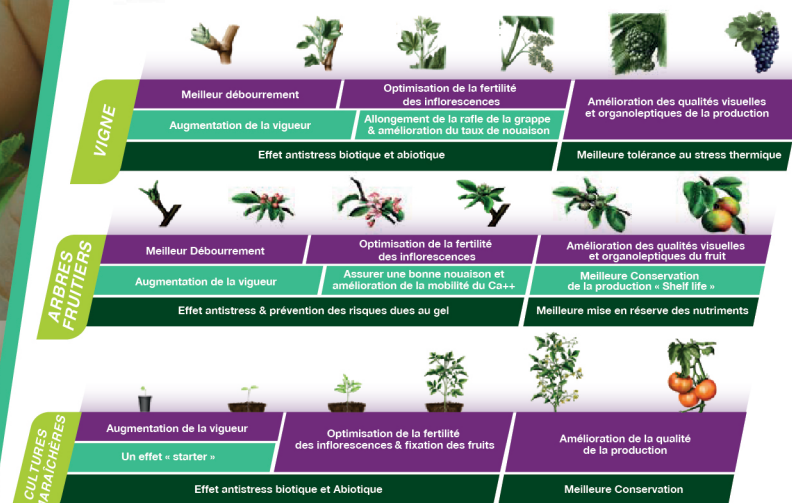 VIGNE
Meilleur débourrement
Optimisation de la fertilité
des inflorescences
Amélioration des qualités visuelles
et organoleptiques de la production
Augmentation de la vigueur
Allongement de la rafle de la grappe
& amélioration du taux de nouaison
Effet antistress biotique et abiotique
Meilleure tolérance au stress thermique
ARBRES
FRUITIERS
Meilleur Débourrement
Optimisation de la fertilité
des inflorescences
Amélioration des qualités visuelles
et organoleptiques du fruit
Augmentation de la vigueur
Assurer une bonne nouaison et
amélioration de la mobilité du Ca++
Meilleure Conservation
de la production « Shelf life »
Effet antistress & prévention des risques dues au gel
Meilleure mise en réserve des nutriments
CULTURES
MARAÎCHÈRES
Augmentation de la vigueur
Un effet « starter »
Optimisation de la fertilité
des inflorescences & fixation des fruits
Amélioration de la qualité
de la production
Effet antistress biotique et Abiotique
Meilleure Conservation